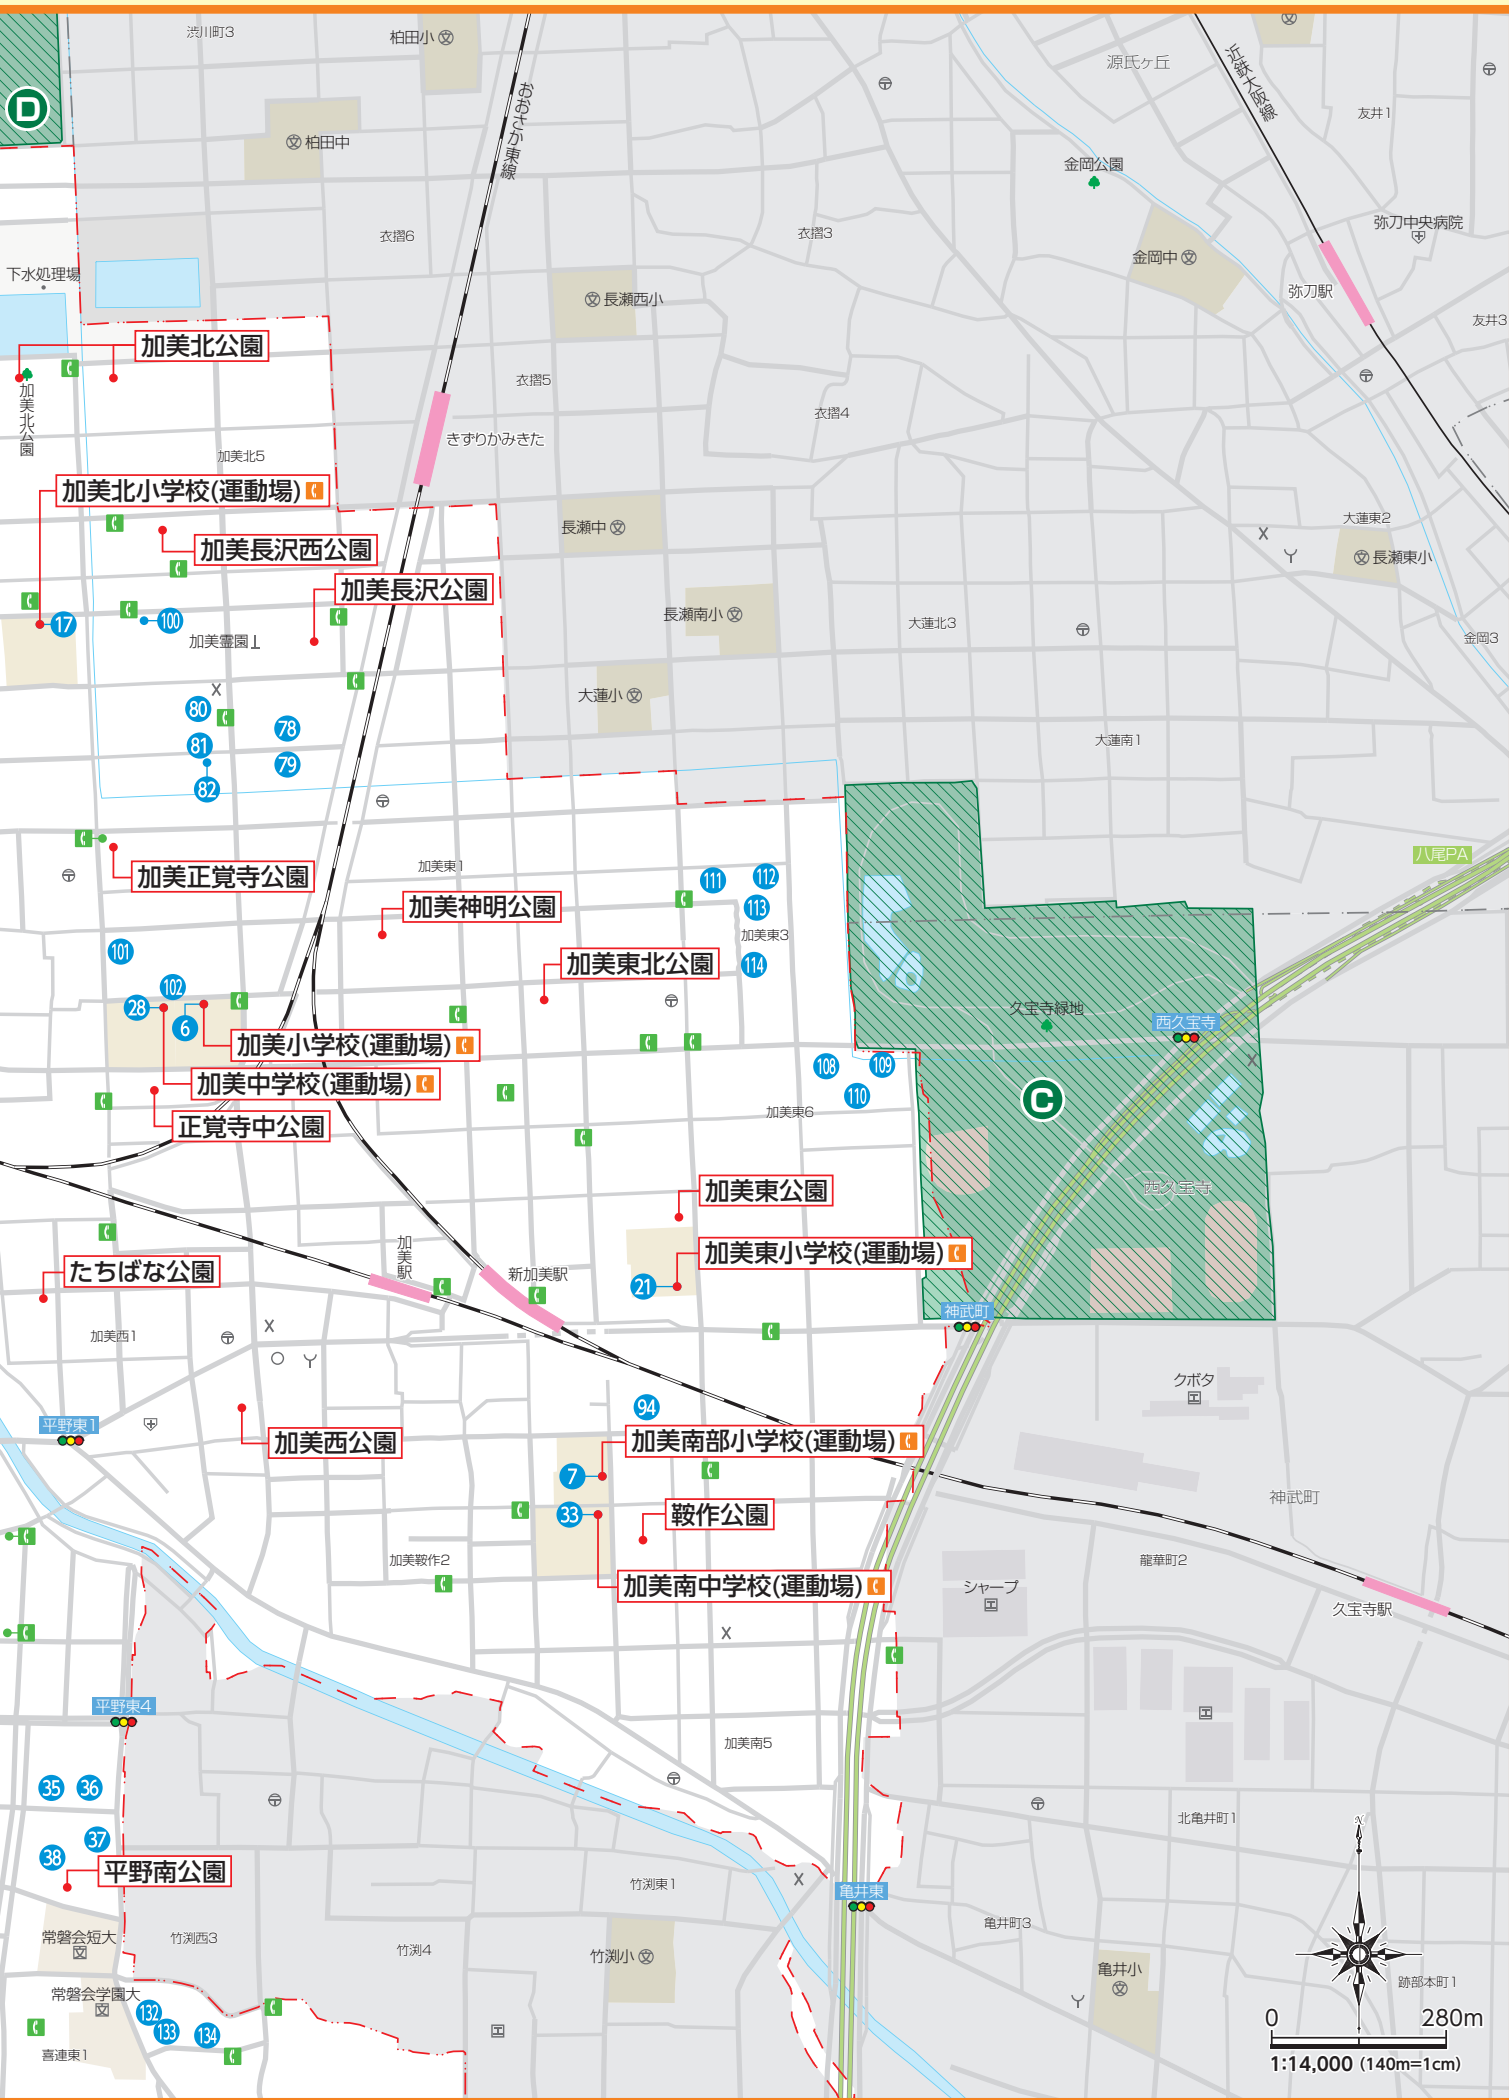 渋川町3
柏田小
源氏ヶ丘
近鉄大阪線
D
おおさか東線
友井1
柏田中
金岡公園
弥刀中央病院
衣摺6
衣摺3
金岡中
下水処理場
長瀬西小
弥刀駅
友井3
加美北公園
加美北公園
衣摺5
衣摺4
きずりかみきた
加美北5
加美北小学校(運動場)
長瀬中
大蓮東2
加美長沢西公園
長瀬東小
加美長沢公園
17
100
長瀬南小
大蓮北3
加美霊園
金岡3
大蓮小
80
78
81
79
大蓮南1
82
八尾PA
加美東1
加美正覚寺公園
111
112
加美神明公園
113
加美東3
101
加美東北公園
114
102
28
久宝寺緑地
西久宝寺
6
加美小学校(運動場)
108
109
加美中学校(運動場)
110
C
正覚寺中公園
加美東6
加美東公園
西久宝寺
加美駅
加美東小学校(運動場)
たちばな公園
新加美駅
21
神武町
加美西1
クボタ
94
平野東1
加美西公園
加美南部小学校(運動場)
7
神武町
33
鞍作公園
加美鞍作2
龍華町2
シャープ
加美南中学校(運動場)
久宝寺駅
平野東4
加美南5
35
36
北亀井町1
37
38
平野南公園
竹渕東1
亀井東
常磐会短大
竹渕西3
竹渕4
竹渕小
亀井町3
亀井小
常磐会学園大
跡部本町1
132
133
134
喜連東1
N
0 280m
1:14,000 (140m=1cm)